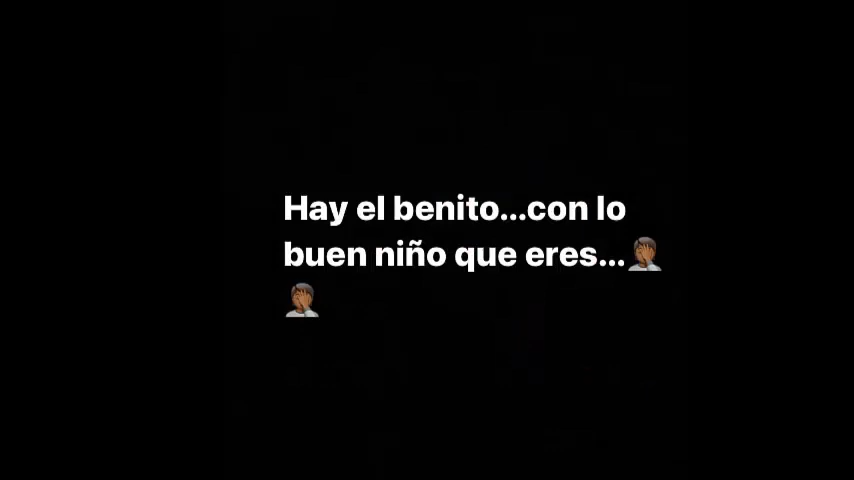 Hay el benito...con lo
buen niño que eres...🤦🏾‍♂️
🤦🏾‍♂️